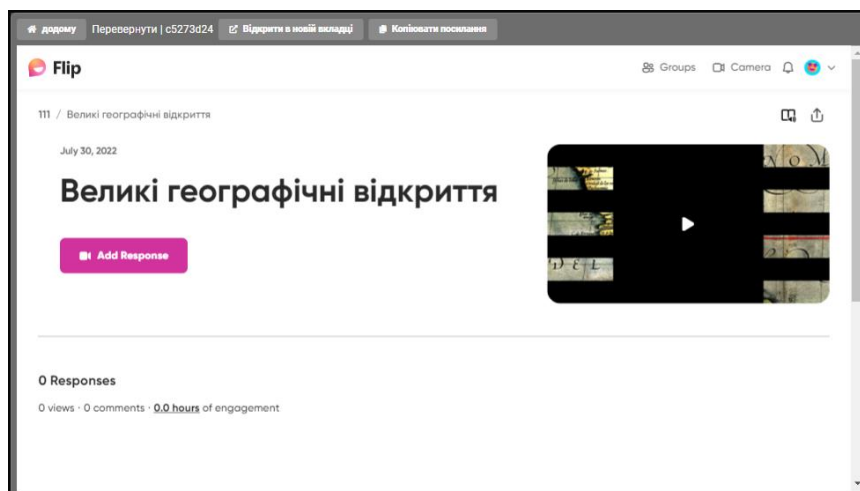 додому Перевернути | c5273d24 Відкрити в новій вкладці Копіювати посилання
Flip Groups Camera
111 / Великі географічні відкриття
July 30, 2022
Великі географічні відкриття
Add Response
0 Responses
0 views · 0 comments · 0.0 hours of engagement